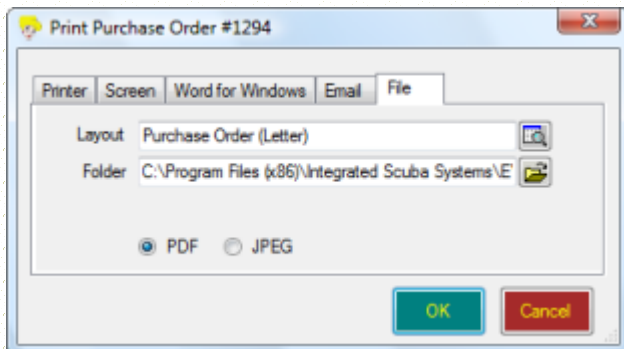 Print Purchase Order #1294
Printer Screen Word for Windows Email File
Layout Purchase Order (Letter)
Folder C:\Program Files (x86)\Integrated Scuba Systems\E
PDF JPEG
OK Cancel